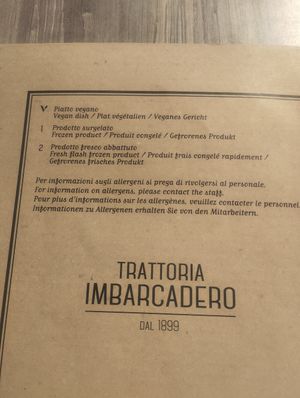 V Piatto vegano
Vegan dish / Plat végétalien / Veganes Gericht
1 Prodotto surgelato
Frozen product / Produit congelé / Gefrorenes Produkt
2 Prodotto fresco abbattuto
Fresh flash frozen product / Produit frais congelé rapidement /
Gefrorenes frisches Produkt
Per informazioni sugli allergeni si prega di rivolgersi al personale.
For information on allergens, please contact the staff.
Pour plus d'informations sur les allergènes, veuillez contacter le personnel
Informationen zu Allergenen erhalten Sie von den Mitarbeitern.
TRATTORIA
IMBARCADERO
DAL 1899